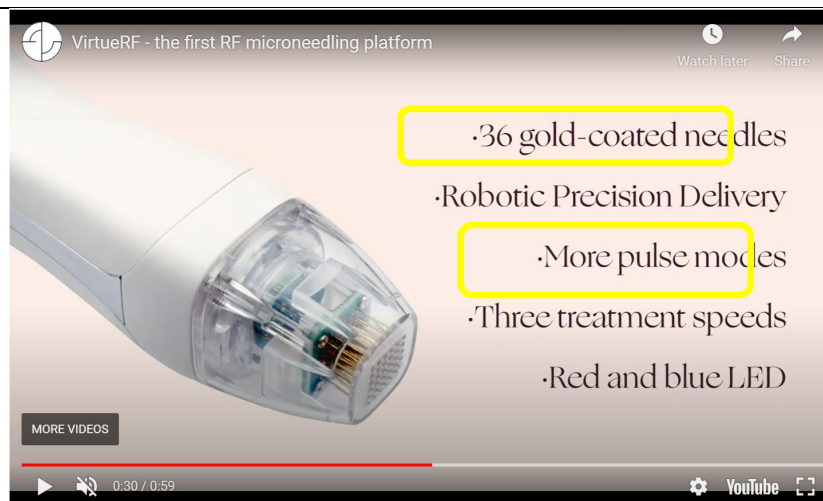 VirtueRF - the first RF microneedling platform
Watch later
Share
·36 gold-coated needles
·Robotic Precision Delivery
·More pulse modes
·Three treatment speeds
·Red and blue LED
MORE VIDEOS
0:30 / 0:59
YouTube